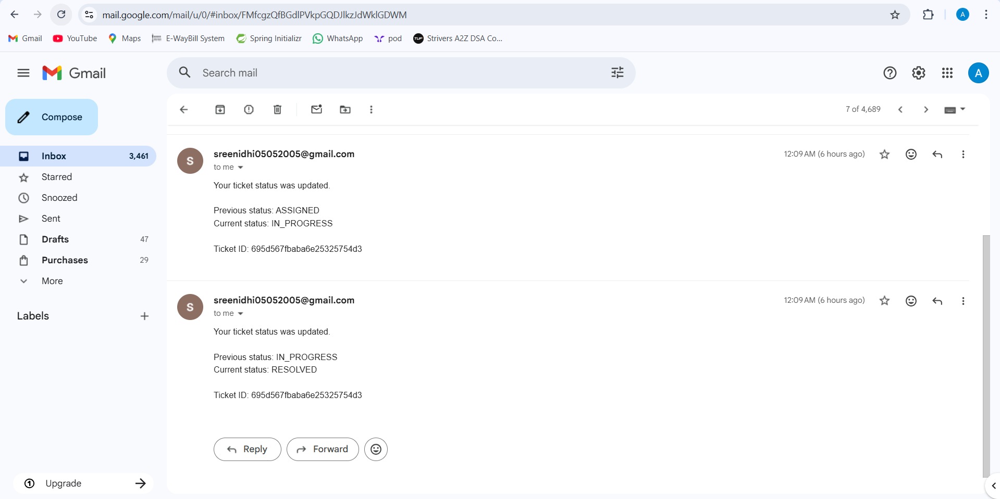 mail.google.com/mail/u/0/#inbox/FMfcgzQfBGdlPVkpGQDJlkzJdWklGDWM
A
Gmail
YouTube
Maps
E-WayBill System
Spring Initializr
WhatsApp
pod
TUF
Strivers A2Z DSA Co...
Gmail
Search mail
A
Compose
7 of 4,689
Inbox 3,461
Starred
Snoozed
Sent
Drafts 47
Purchases 29
More
Labels
Upgrade
S
sreenidhi05052005@gmail.com
12:09 AM (6 hours ago)
to me
Your ticket status was updated.
Previous status: ASSIGNED
Current status: IN_PROGRESS
Ticket ID: 695d567fbaba6e25325754d3
S
sreenidhi05052005@gmail.com
12:09 AM (6 hours ago)
to me
Your ticket status was updated.
Previous status: IN_PROGRESS
Current status: RESOLVED
Ticket ID: 695d567fbaba6e25325754d3
Reply
Forward